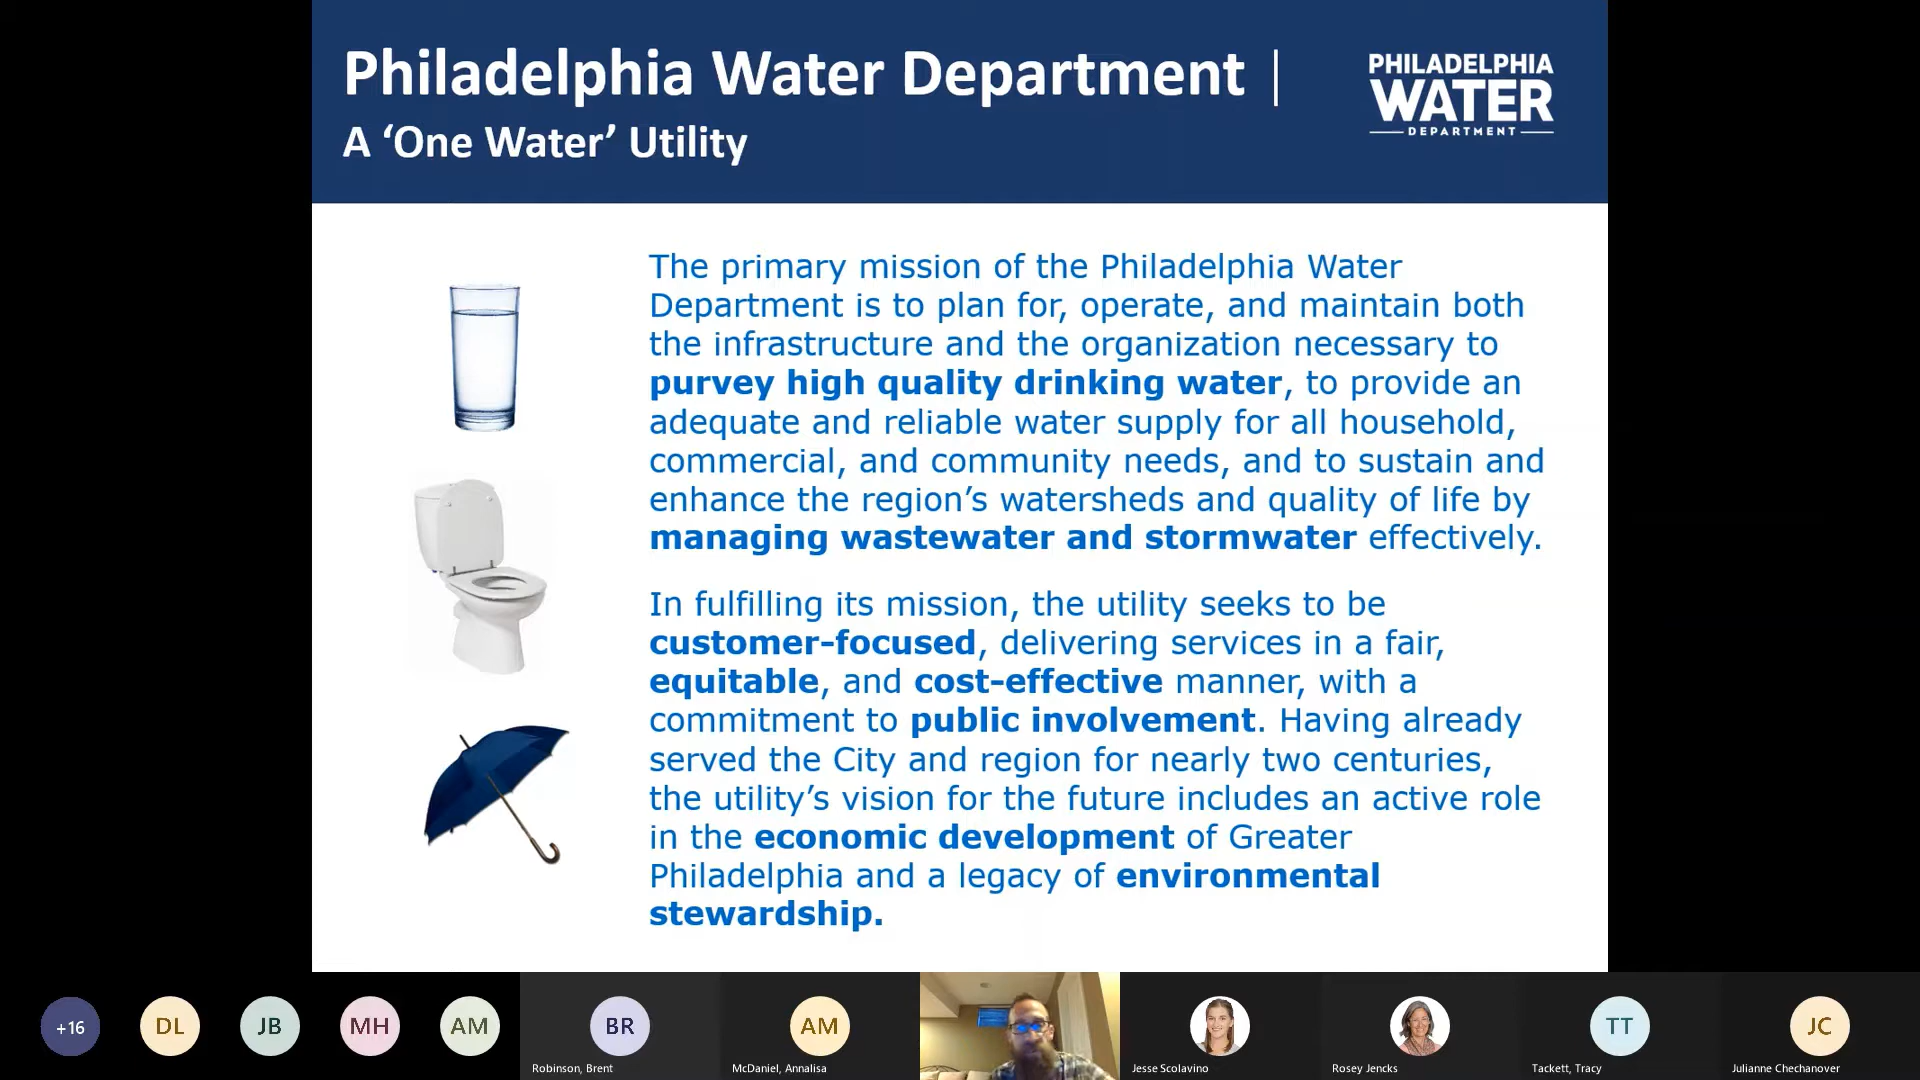 Philadelphia Water Department |
A ‘One Water’ Utility
PHILADELPHIA
WATER
DEPARTMENT
The primary mission of the Philadelphia Water
Department is to plan for, operate, and maintain both
the infrastructure and the organization necessary to
purvey high quality drinking water, to provide an
adequate and reliable water supply for all household,
commercial, and community needs, and to sustain and
enhance the region’s watersheds and quality of life by
managing wastewater and stormwater effectively.
In fulfilling its mission, the utility seeks to be
customer-focused, delivering services in a fair,
equitable, and cost-effective manner, with a
commitment to public involvement. Having already
served the City and region for nearly two centuries,
the utility’s vision for the future includes an active role
in the economic development of Greater
Philadelphia and a legacy of environmental
stewardship.
+16
DL
JB
MH
AM
BR
AM
TT
JC
Robinson, Brent
McDaniel, Annalisa
Jesse Scolavino
Rosey Jencks
Tackett, Tracy
Julianne Chechanover